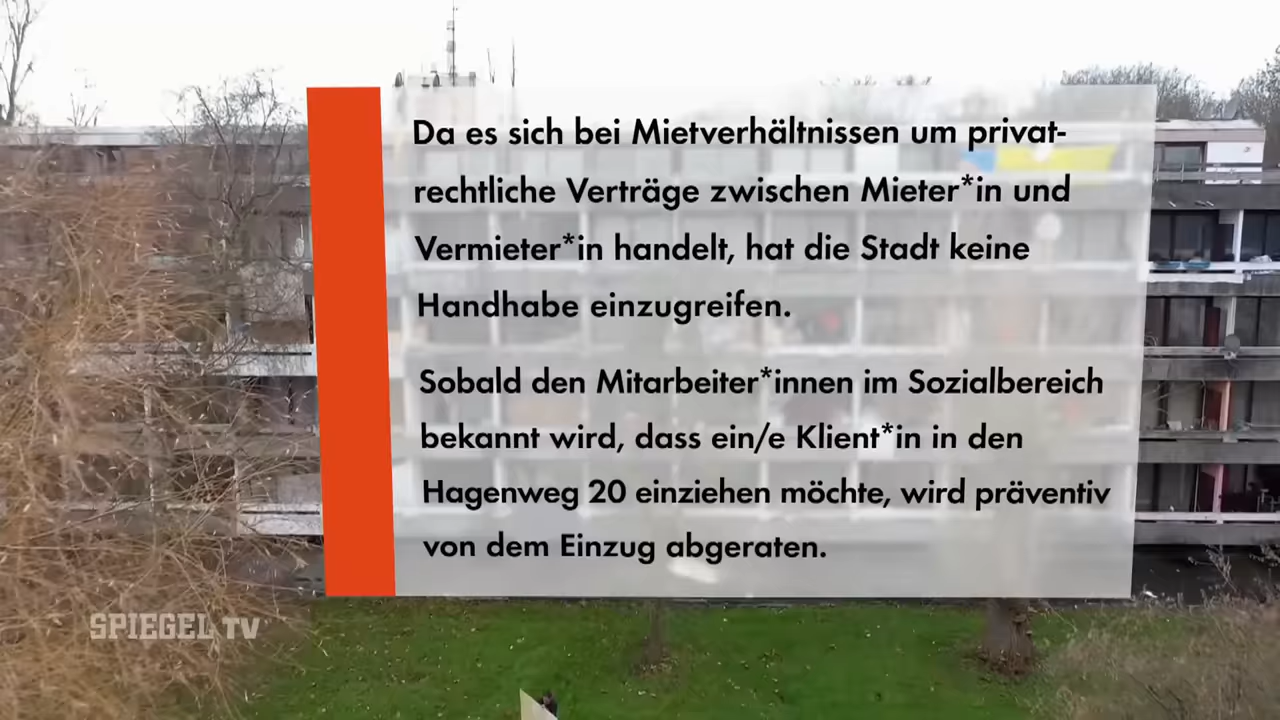 Da es sich bei Mietverhältnissen um privat-
rechtliche Verträge zwischen Mieter*in und
Vermieter*in handelt, hat die Stadt keine
Handhabe einzugreifen.
Sobald den Mitarbeiter*innen im Sozialbereich
bekannt wird, dass ein/e Klient*in in den
Hagenweg 20 einziehen möchte, wird präventiv
von dem Einzug abgeraten.
SPIEGEL TV